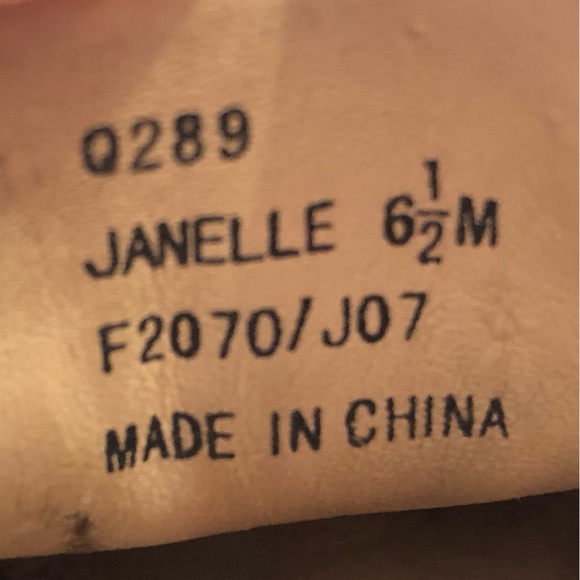 Q289
JANELLE 6½M
F2070/J07
MADE IN CHINA